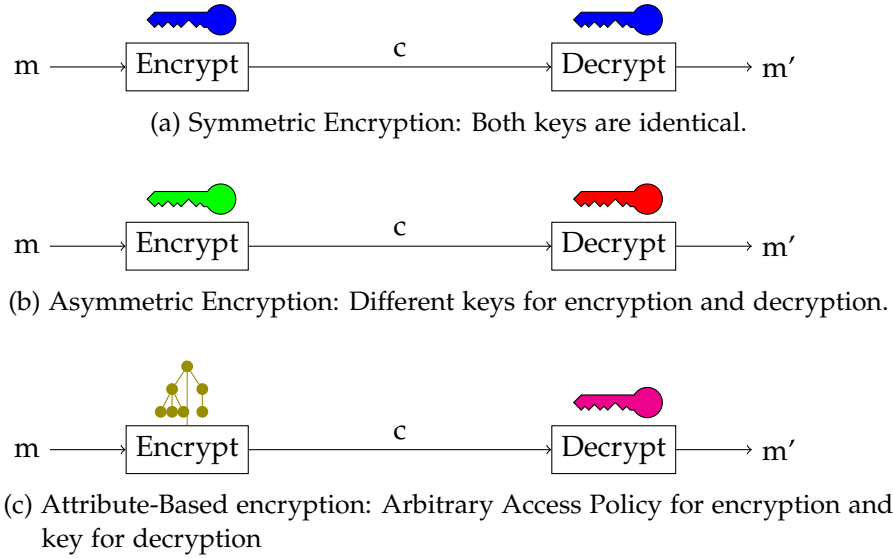 m Encrypt c Decrypt m'
(a) Symmetric Encryption: Both keys are identical.
m Encrypt c Decrypt m'
(b) Asymmetric Encryption: Different keys for encryption and decryption.
m Encrypt c Decrypt m'
(c) Attribute-Based encryption: Arbitrary Access Policy for encryption and
key for decryption